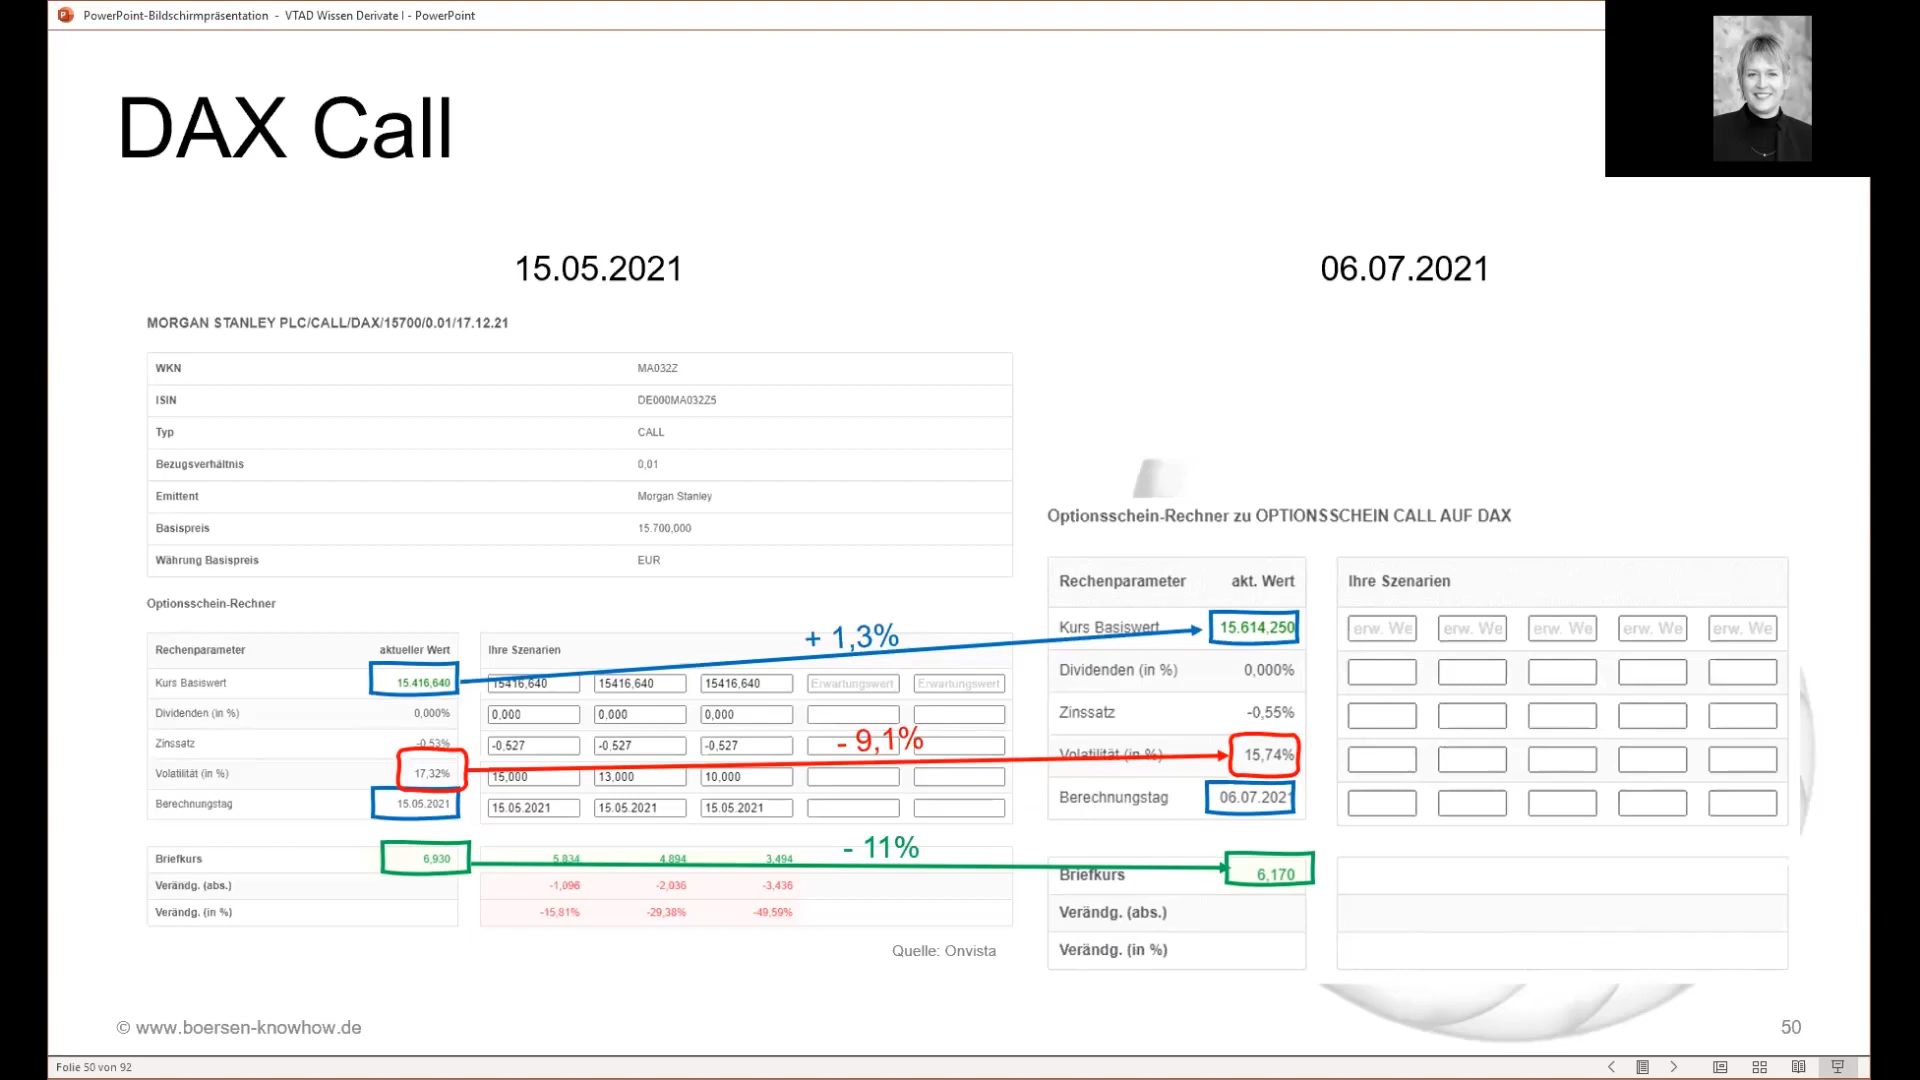 PowerPoint-Bildschirmpräsentation - VTAD Wissen Derivate I - PowerPoint
DAX Call
15.05.2021
06.07.2021
MORGAN STANLEY PLC/CALL/DAX/15700/0.01/17.12.21
WKN MA032Z
ISIN DE000MA032Z5
Typ CALL
Bezugsverhältnis 0,01
Emittent Morgan Stanley
Basispreis 15.700,000
Währung Basispreis EUR
Optionsschein-Rechner
Rechenparameter aktueller Wert Ihre Szenarien
Kurs Basiswert 15.416,640 15416,640 15416,640 15416,640 Erwartungswert Erwartungswert
Dividenden (in %) 0,000% 0,000 0,000 0,000
Zinssatz -0,53% -0,527 -0,527 -0,527
Volatilität (in %) 17,32% 15,000 13,000 10,000
Berechnungstag 15.05.2021 15.05.2021 15.05.2021 15.05.2021
Briefkurs 6,930 5,834 4,894 3,494
Verändg. (abs.) -1,096 -2,036 -3,436
Verändg. (in %) -15,81% -29,38% -49,59%
+ 1,3%
- 9,1%
- 11%
Quelle: Onvista
Optionsschein-Rechner zu OPTIONSSCHEIN CALL AUF DAX
Rechenparameter akt. Wert Ihre Szenarien
Kurs Basiswert 15.614,250 erw. We erw. We erw. We erw. We erw. We
Dividenden (in %) 0,000%
Zinssatz -0,55%
Volatilität (in %) 15,74%
Berechnungstag 06.07.2021
Briefkurs 6,170
Verändg. (abs.)
Verändg. (in %)
© www.boersen-knowhow.de
50
Folie 50 von 92